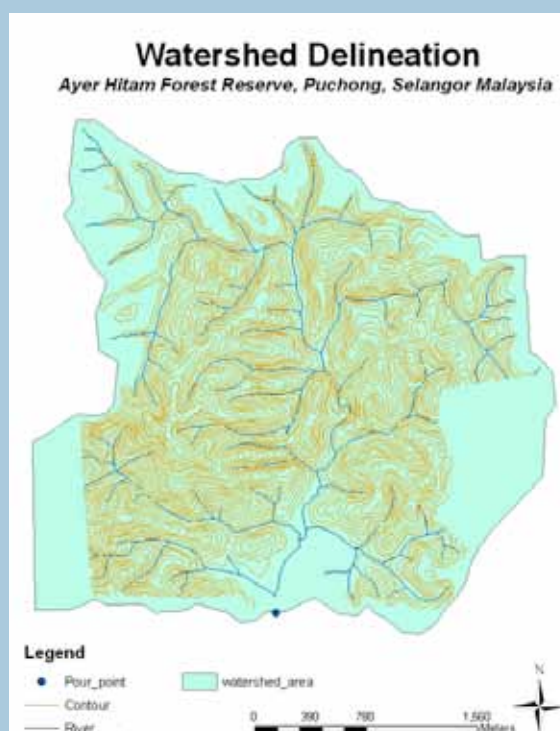 Watershed Delineation
Ayer Hitam Forest Reserve, Puchong, Selangor Malaysia
Legend
Pour_point
watershed_area
Contour
River
N
0 390 780 1,560
Meters